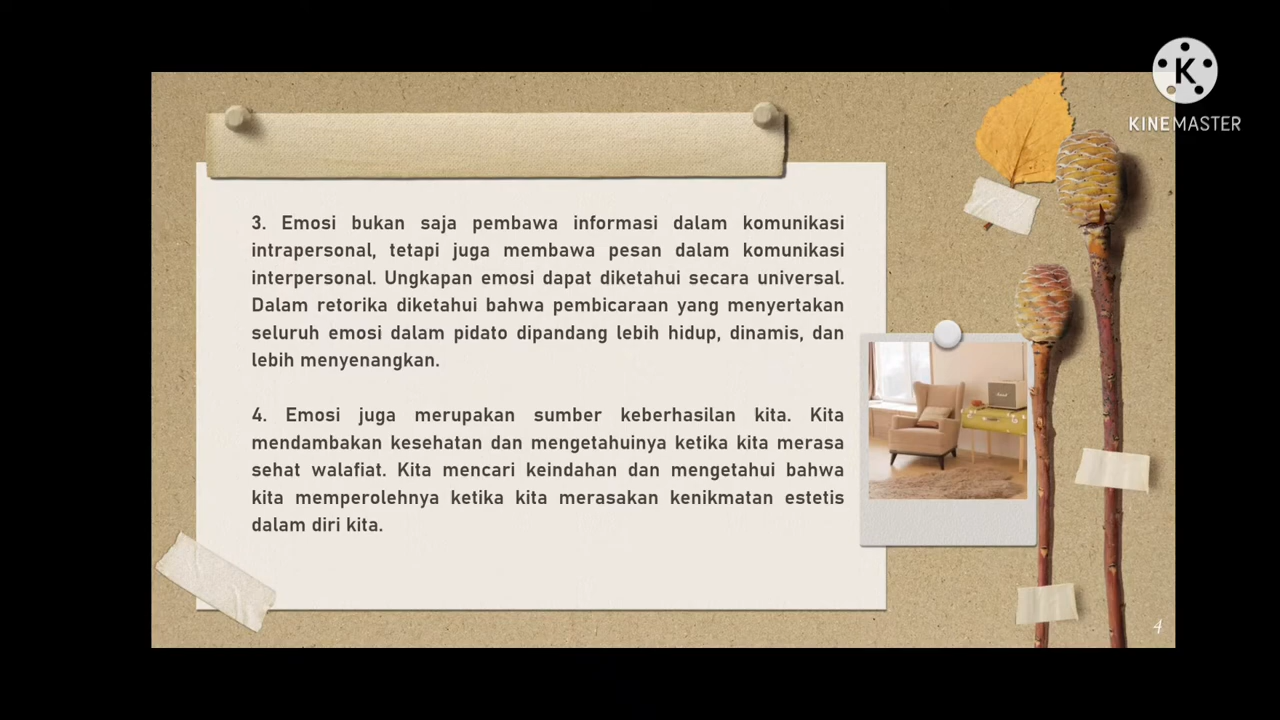 KINEMASTER
3. Emosi bukan saja pembawa informasi dalam komunikasi
intrapersonal, tetapi juga membawa pesan dalam komunikasi
interpersonal. Ungkapan emosi dapat diketahui secara universal.
Dalam retorika diketahui bahwa pembicaraan yang menyertakan
seluruh emosi dalam pidato dipandang lebih hidup, dinamis, dan
lebih menyenangkan.
4. Emosi juga merupakan sumber keberhasilan kita. Kita
mendambakan kesehatan dan mengetahuinya ketika kita merasa
sehat walafiat. Kita mencari keindahan dan mengetahui bahwa
kita memperolehnya ketika kita merasakan kenikmatan estetis
dalam diri kita.
4